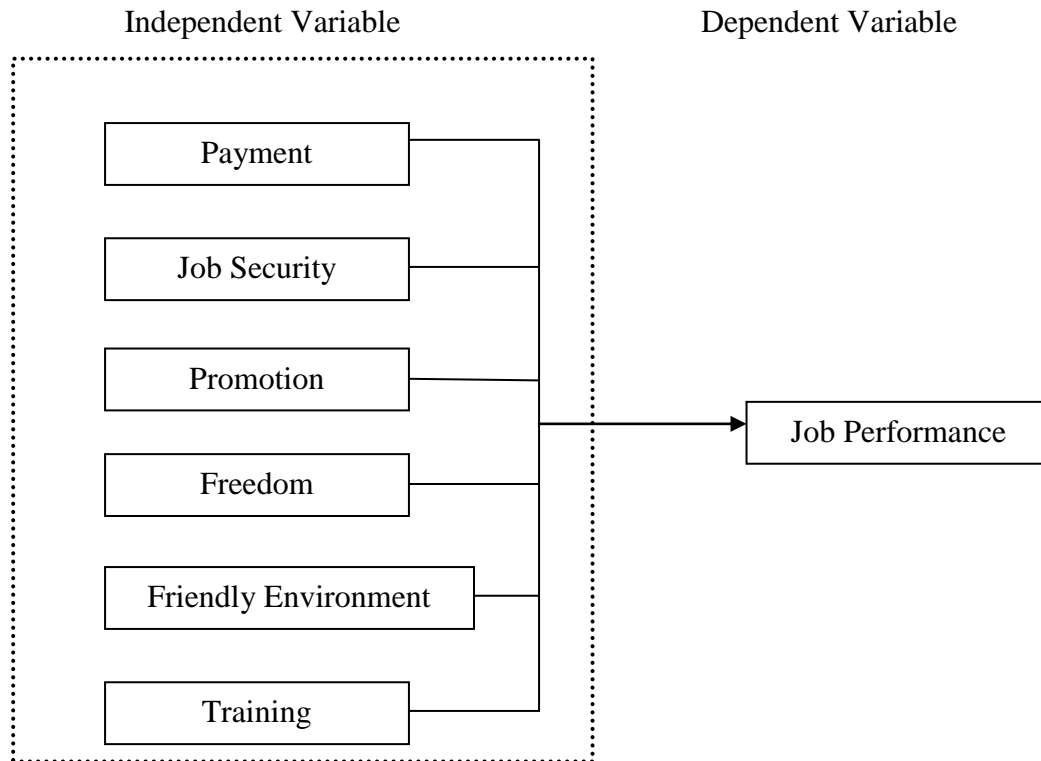 Independent Variable
Dependent Variable
Payment
Job Security
Promotion
Job Performance
Freedom
Friendly Environment
Training